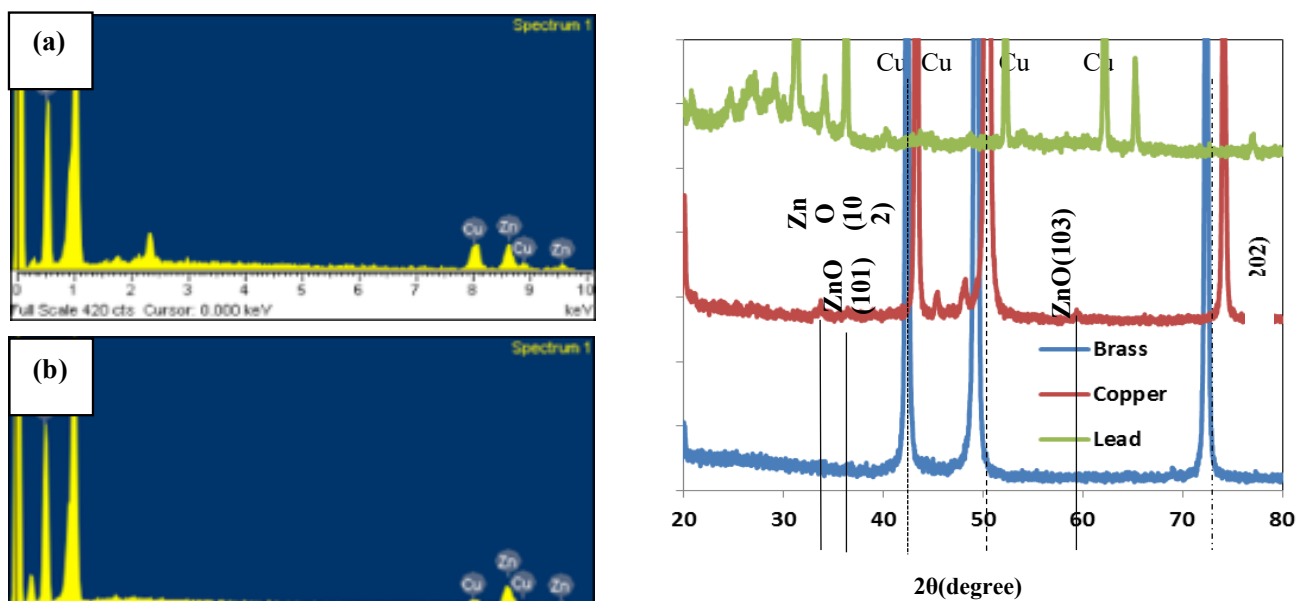 (a)
Spectrum 1
Cu
Zn
Cu
Zn
0 1 2 3 4 5 6 7 8 9 10
Full Scale 420 cts Cursor: 0.000 keV
keV
(b)
Spectrum 1
Cu
Zn
Cu
Zn
Cu Cu Cu Cu
Zn
O
(10
2)
ZnO
(101)
ZnO(103)
202)
Brass
Copper
Lead
20 30 40 50 60 70 80
2θ(degree)